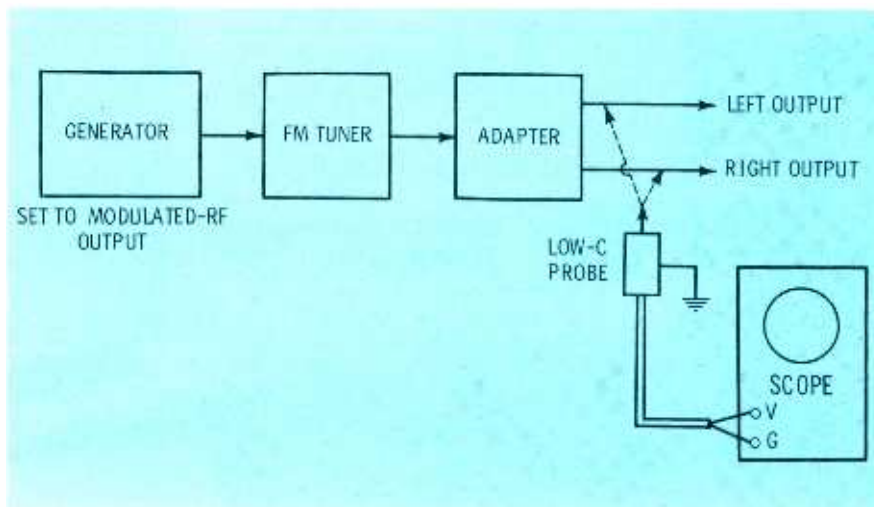 GENERATOR
FM TUNER
ADAPTER
LEFT OUTPUT
RIGHT OUTPUT
SET TO MODULATED-RF
OUTPUT
LOW-C
PROBE
SCOPE
V
G